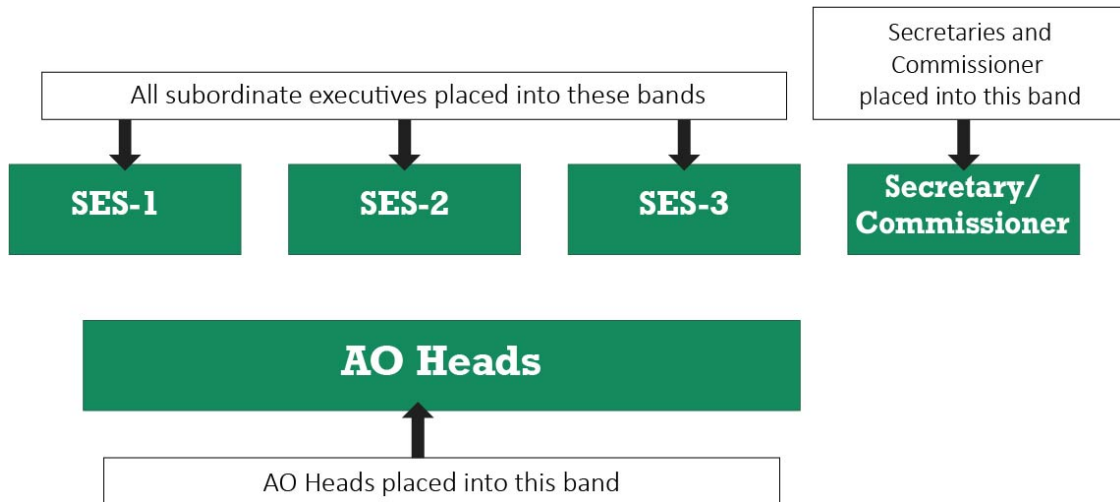 Secretaries and
Commissioner
placed into this band
All subordinate executives placed into these bands
SES-1
SES-2
SES-3
Secretary/
Commissioner
AO Heads
AO Heads placed into this band